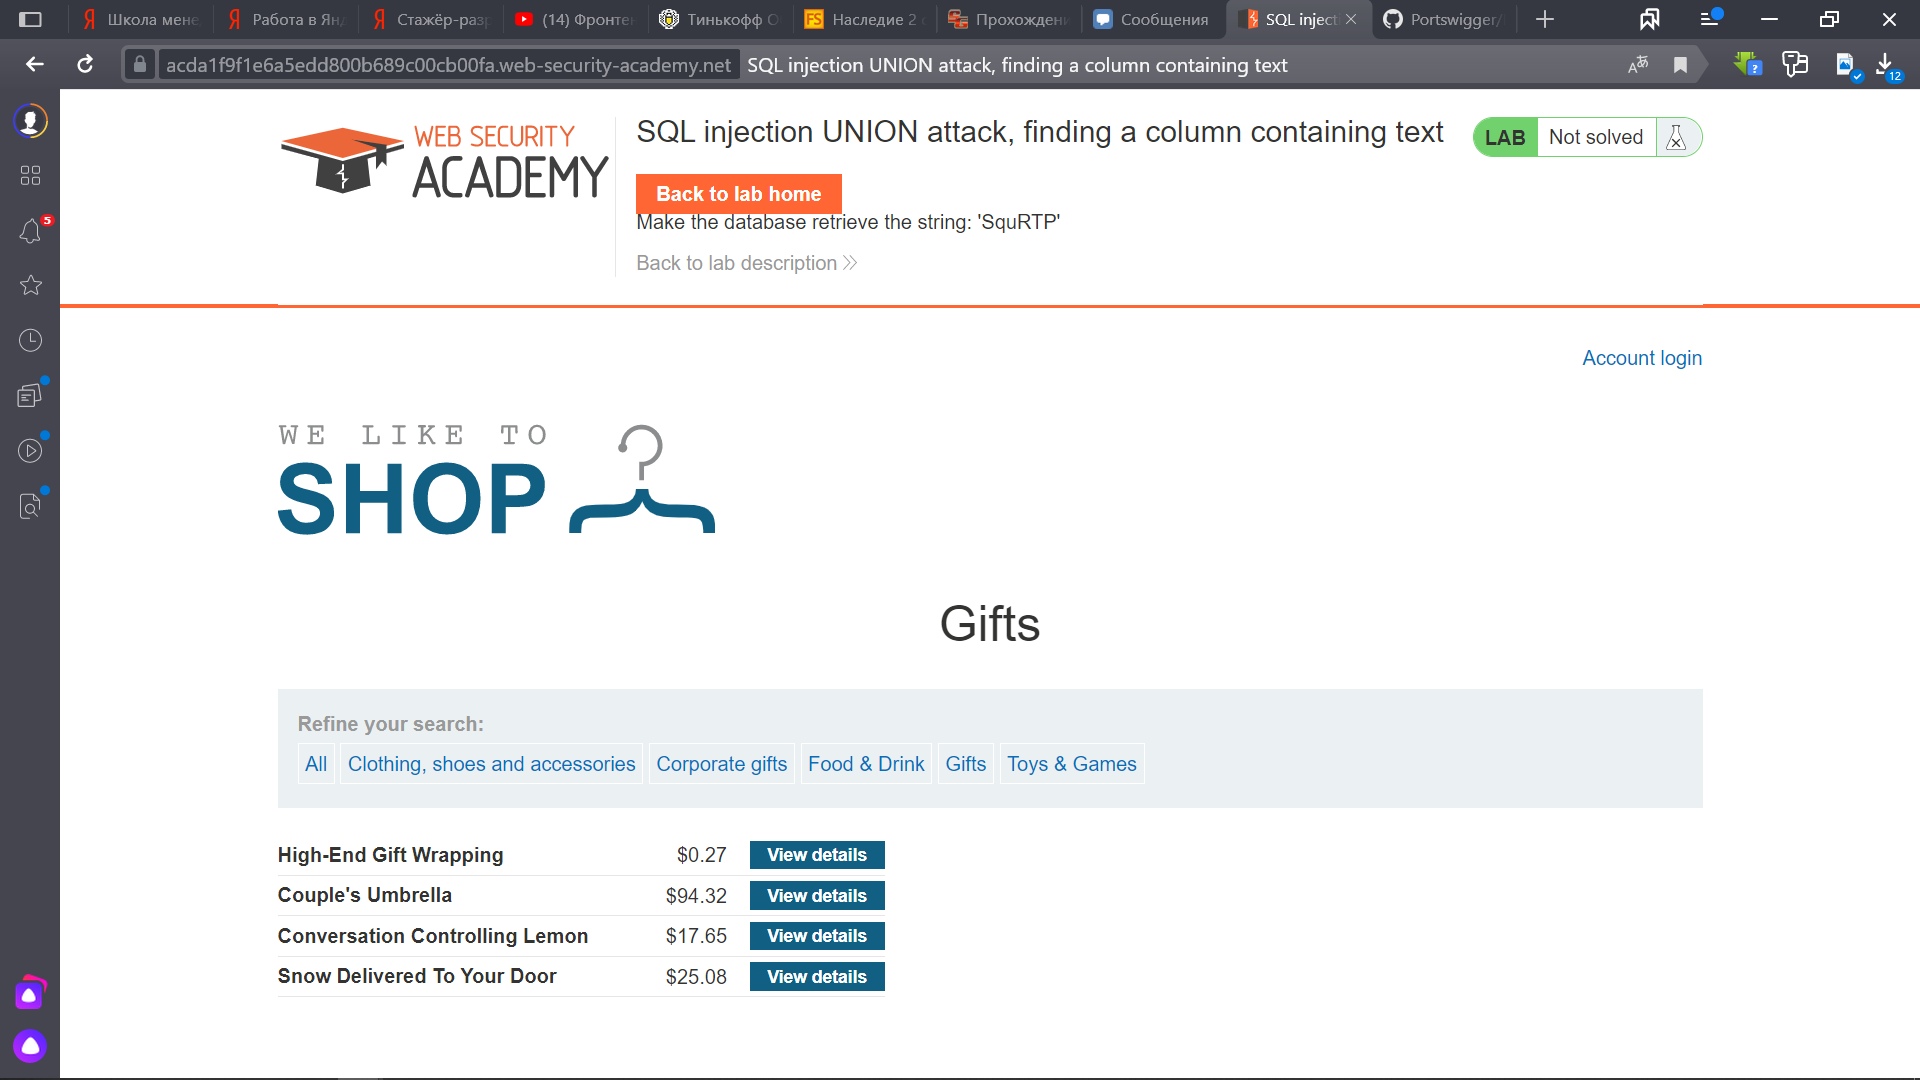 Школа мене
Работа в Янд
Стажёр-разр
(14) Фронтен
Тинькофф О
FS Наследие 2
Прохождени
Сообщения
SQL inject
Portswigger/
acda1f9f1e6a5edd800b689c00cb00fa.web-security-academy.net SQL injection UNION attack, finding a column containing text
12
5
WEB SECURITY
ACADEMY
SQL injection UNION attack, finding a column containing text
LAB Not solved
Back to lab home
Make the database retrieve the string: 'SquRTP'
Back to lab description
Account login
WE LIKE TO
SHOP
Gifts
Refine your search:
All Clothing, shoes and accessories Corporate gifts Food & Drink Gifts Toys & Games
High-End Gift Wrapping $0.27 View details
Couple's Umbrella $94.32 View details
Conversation Controlling Lemon $17.65 View details
Snow Delivered To Your Door $25.08 View details